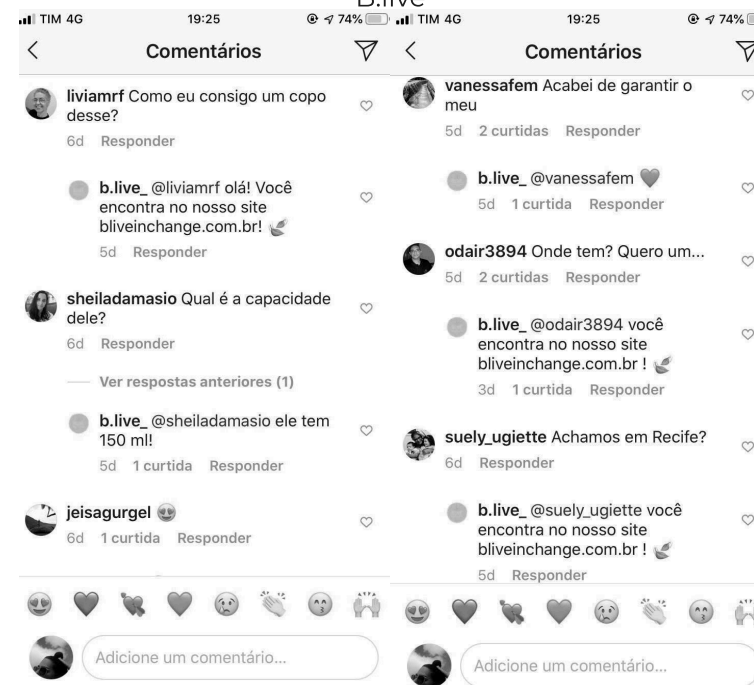 B.live
TIM 4G 19:25 74%
Comentários
liviamrf Como eu consigo um copo
desse?
6d Responder
b.live_ @liviamrf olá! Você
encontra no nosso site
bliveinchange.com.br!
5d Responder
sheiladamasio Qual é a capacidade
dele?
6d Responder
Ver respostas anteriores (1)
b.live_ @sheiladamasio ele tem
150 ml!
5d 1 curtida Responder
jeisagurgel
6d 1 curtida Responder
Adicione um comentário...
TIM 4G 19:25 74%
Comentários
vanessafem Acabei de garantir o
meu
5d 2 curtidas Responder
b.live_ @vanessafem
5d 1 curtida Responder
odair3894 Onde tem? Quero um...
5d 2 curtidas Responder
b.live_ @odair3894 você
encontra no nosso site
bliveinchange.com.br !
3d 1 curtida Responder
suely_ugiette Achamos em Recife?
6d Responder
b.live_ @suely_ugiette você
encontra no nosso site
bliveinchange.com.br !
5d Responder
Adicione um comentário...